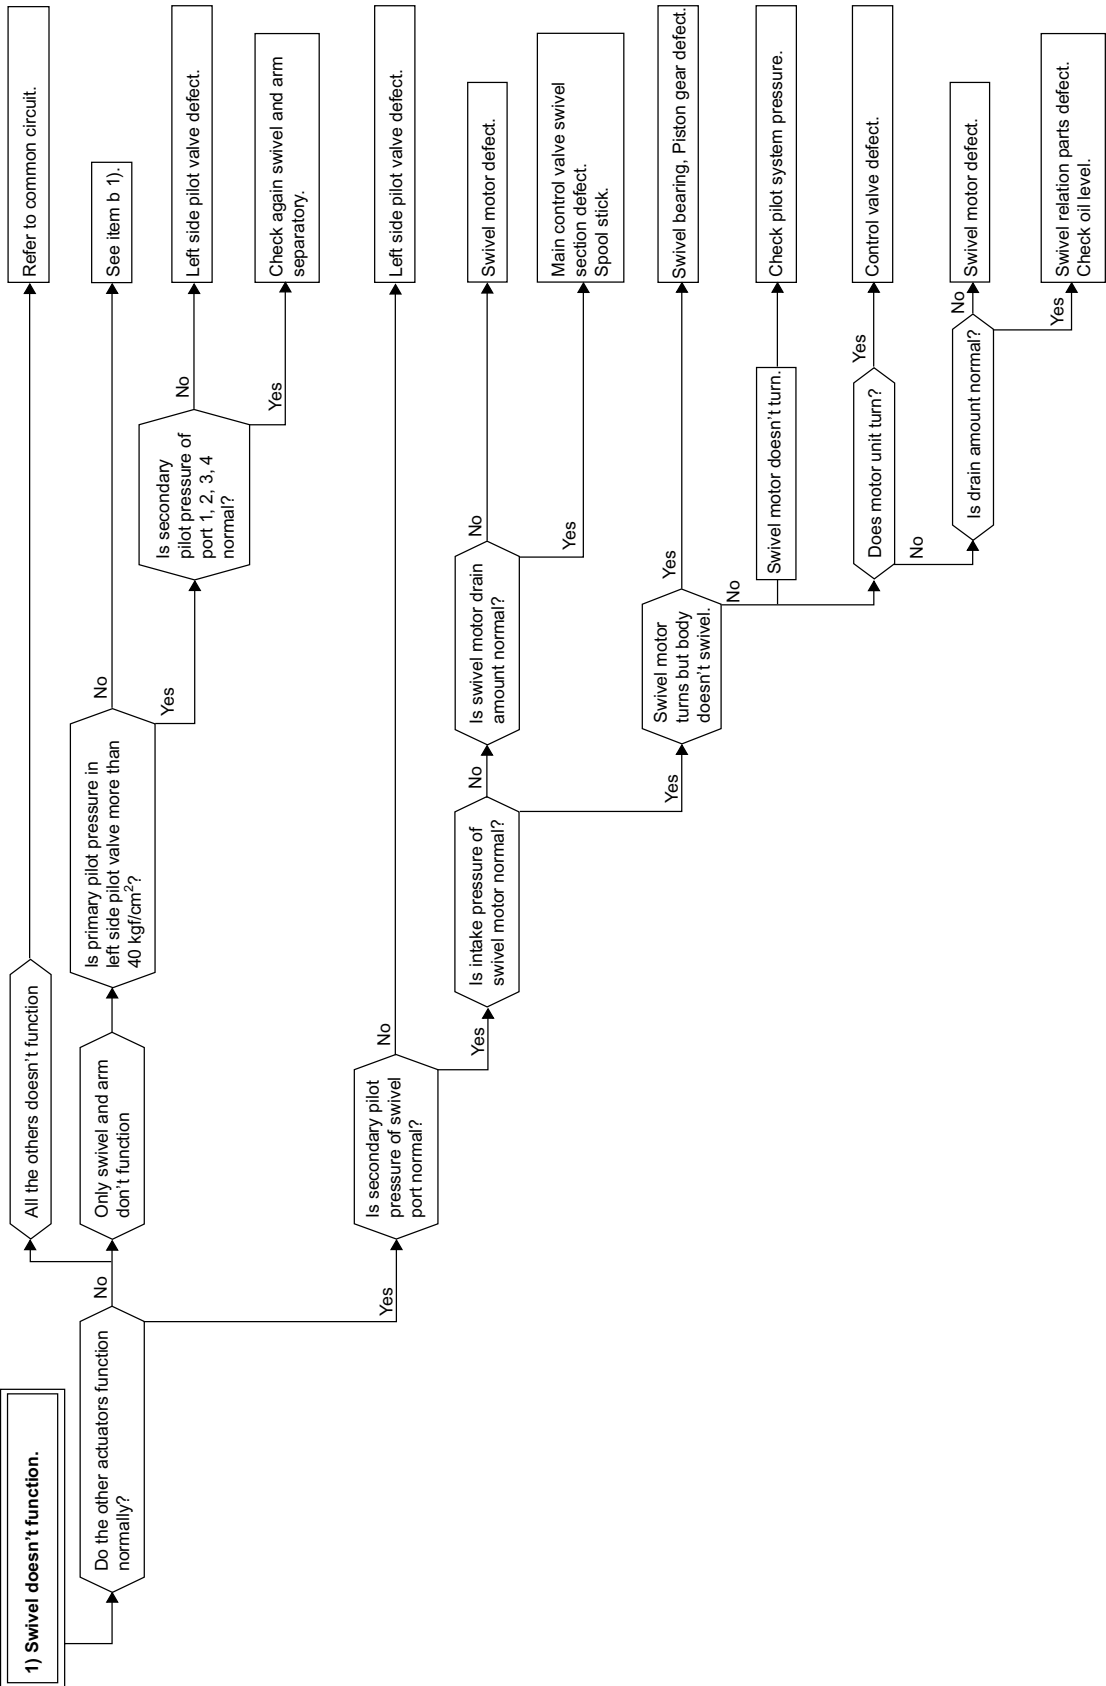 1) Swivel doesn't function.
Do the other actuators function
normally?
No
All the others doesn't function
Refer to common circuit.
Only swivel and arm
don't function
Is primary pilot pressure in
left side pilot valve more than
40 kgf/cm²?
No
See item b 1).
Yes
Is secondary
pilot pressure of
port 1, 2, 3, 4
normal?
No
Left side pilot valve defect.
Yes
Check again swivel and arm
separatory.
Yes
Is secondary pilot
pressure of swivel
port normal?
No
Left side pilot valve defect.
Yes
Is intake pressure of
swivel motor normal?
No
Is swivel motor drain
amount normal?
No
Swivel motor defect.
Yes
Main control valve swivel
section defect.
Spool stick.
Yes
Swivel motor
turns but body
doesn't swivel.
Yes
Swivel bearing, Piston gear defect.
No
Swivel motor doesn't turn.
Check pilot system pressure.
Does motor unit turn?
Yes
Control valve defect.
No
Is drain amount normal?
No
Swivel motor defect.
Yes
Swivel relation parts defect.
Check oil level.